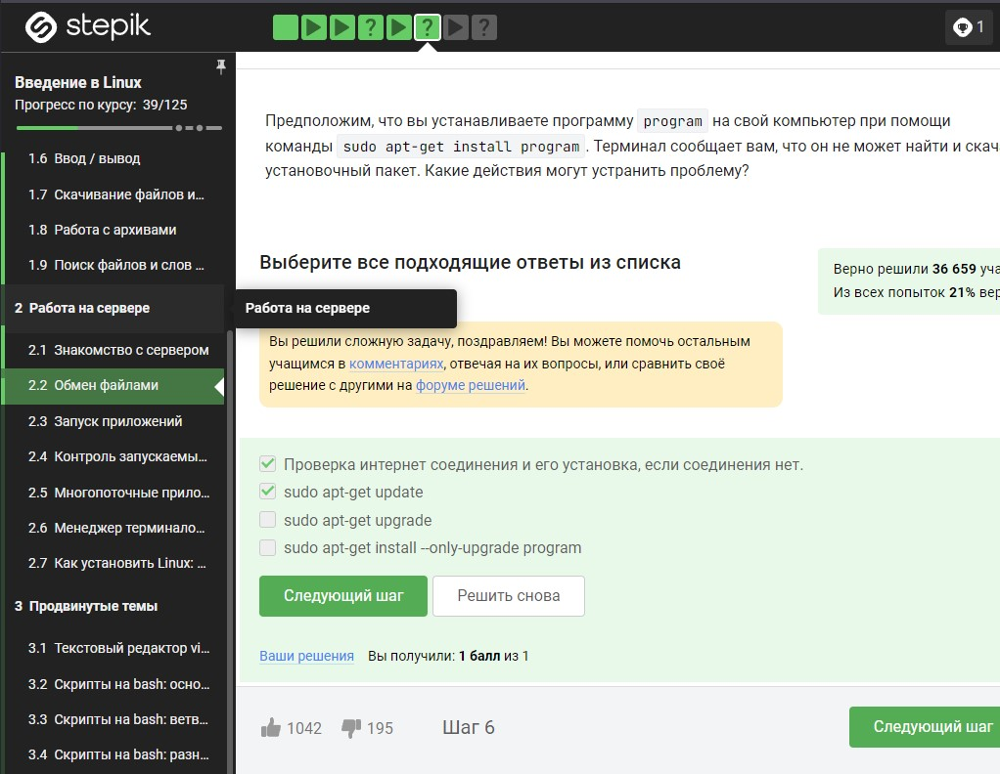 stepik
? ? ?
1
Введение в Linux
Прогресс по курсу: 39/125
1.6 Ввод / вывод
1.7 Скачивание файлов и...
1.8 Работа с архивами
1.9 Поиск файлов и слов ...
2 Работа на сервере
2.1 Знакомство с сервером
2.2 Обмен файлами
2.3 Запуск приложений
2.4 Контроль запускаемы...
2.5 Многопоточные прило...
2.6 Менеджер терминало...
2.7 Как установить Linux: ...
3 Продвинутые темы
3.1 Текстовый редактор vi...
3.2 Скрипты на bash: осно...
3.3 Скрипты на bash: ветв...
3.4 Скрипты на bash: разн...
Работа на сервере
Предположим, что вы устанавливаете программу program на свой компьютер при помощи
команды sudo apt-get install program. Терминал сообщает вам, что он не может найти и скач
установочный пакет. Какие действия могут устранить проблему?
Выберите все подходящие ответы из списка
Верно решили 36 659 уча
Из всех попыток 21% вер
Вы решили сложную задачу, поздравляем! Вы можете помочь остальным
учащимся в комментариях, отвечая на их вопросы, или сравнить своё
решение с другими на форуме решений.
Проверка интернет соединения и его установка, если соединения нет.
sudo apt-get update
sudo apt-get upgrade
sudo apt-get install --only-upgrade program
Следующий шаг
Решить снова
Ваши решения Вы получили: 1 балл из 1
1042 195 Шаг 6
Следующий шаг